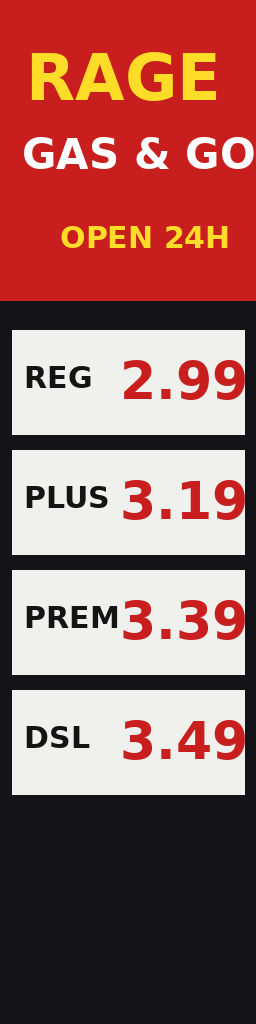 RAGE
GAS & GO
OPEN 24H
REG 2.99
PLUS 3.19
PREM 3.39
DSL 3.49